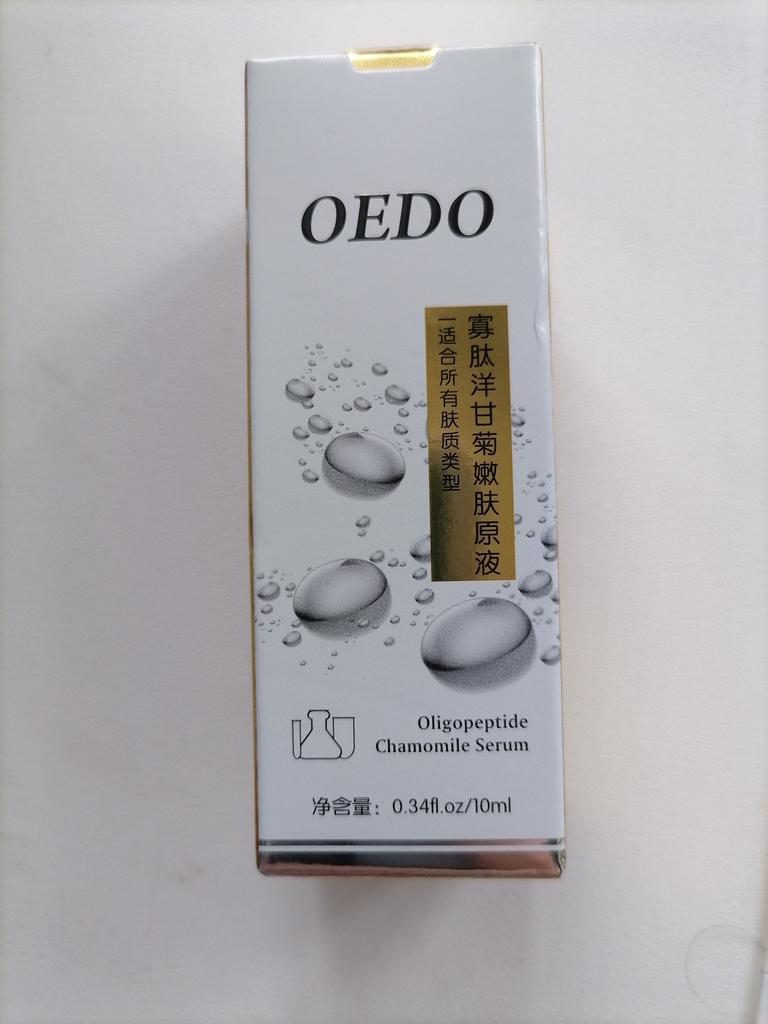 OEDO
寡肽洋甘菊嫩肤原液
一适合所有肤质类型
Oligopeptide
Chamomile Serum
净含量：0.34fl.oz/10ml